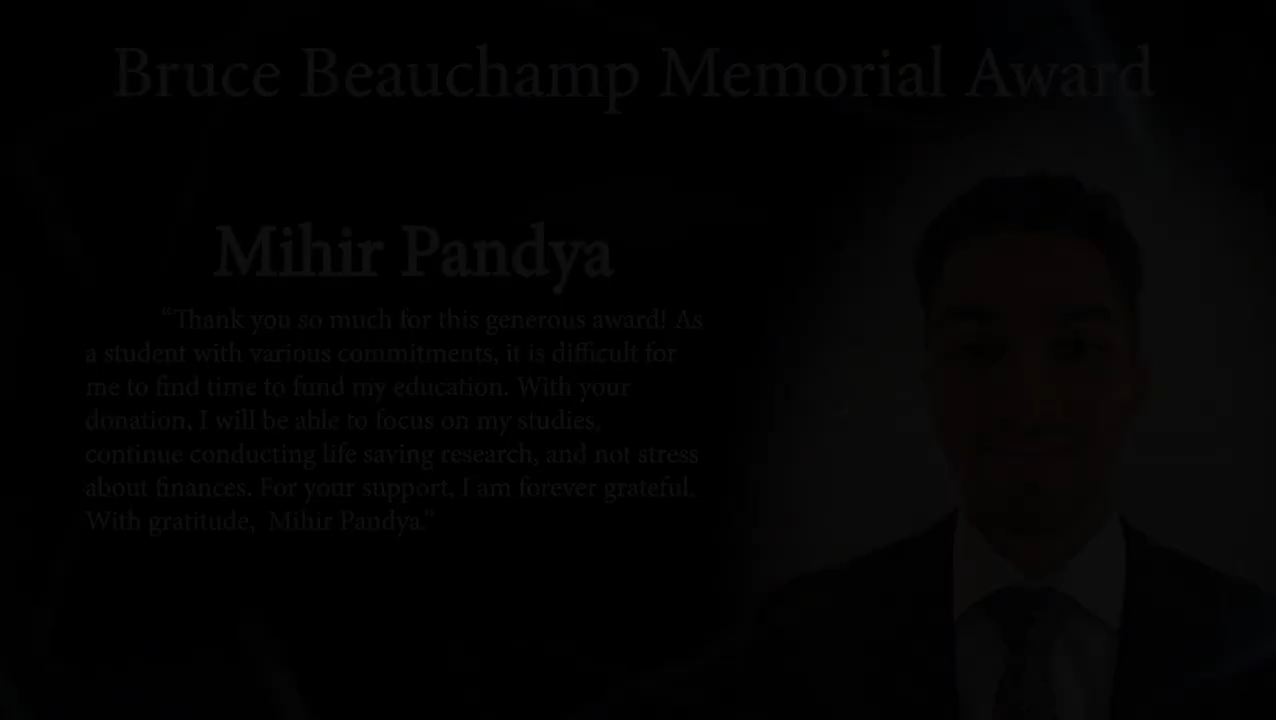 Bruce Beauchamp Memorial Award
Mihir Pandya
“Thank you so much for this generous award! As
a student with various commitments, it is difficult for
me to find time to fund my education. With your
donation, I will be able to focus on my studies,
continue conducting life saving research, and not stress
about finances. For your support, I am forever grateful.
With gratitude,  Mihir Pandya.”